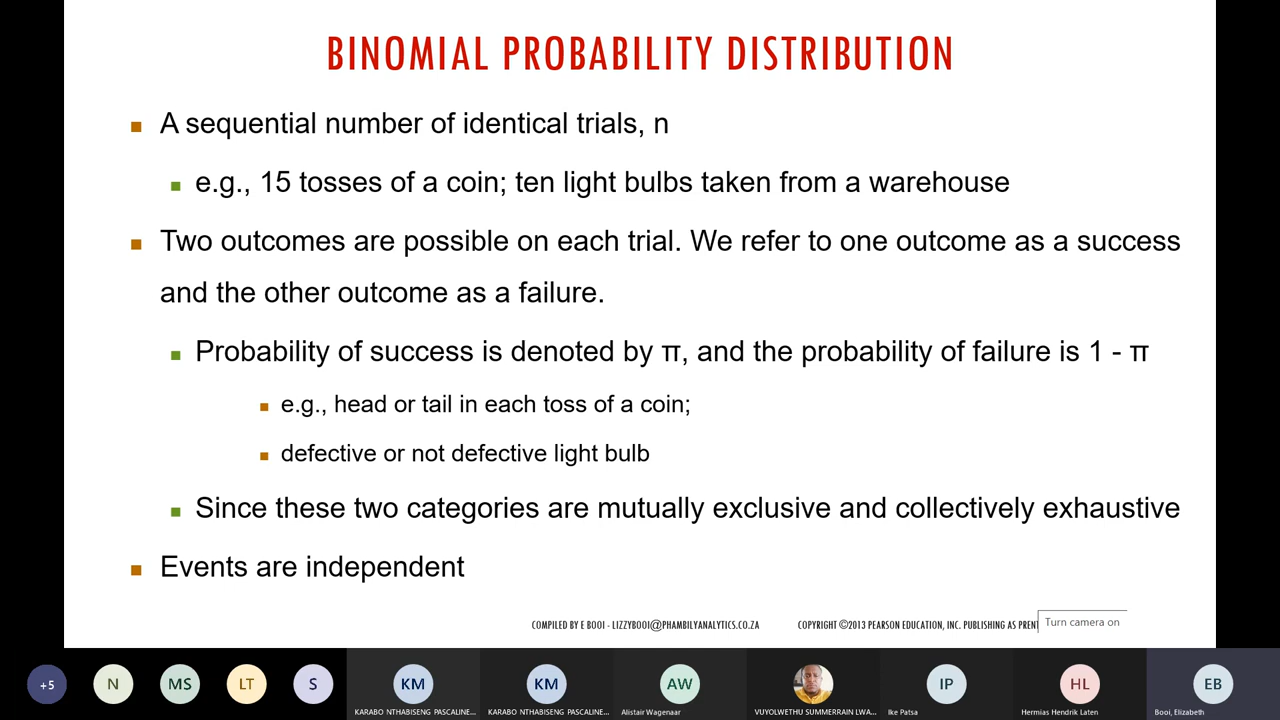 BINOMIAL PROBABILITY DISTRIBUTION
A sequential number of identical trials, n
e.g., 15 tosses of a coin; ten light bulbs taken from a warehouse
Two outcomes are possible on each trial. We refer to one outcome as a success
and the other outcome as a failure.
Probability of success is denoted by π, and the probability of failure is 1 - π
e.g., head or tail in each toss of a coin;
defective or not defective light bulb
Since these two categories are mutually exclusive and collectively exhaustive
Events are independent
COMPILED BY E BOOI - LIZZYBOOI@PHAMBILYANALYTICS.CO.ZA COPYRIGHT ©2013 PEARSON EDUCATION, INC. PUBLISHING AS PRENT
Turn camera on
+5 N MS LT S KM KM AW IP HL EB
KARABO NTHABISENG PASCALINE... KARABO NTHABISENG PASCALINE... Alistair Wagenaar VUYOLWETHU SUMMERRAIN LWA... Ike Patsa Hermias Hendrik Laten Booi, Elizabeth